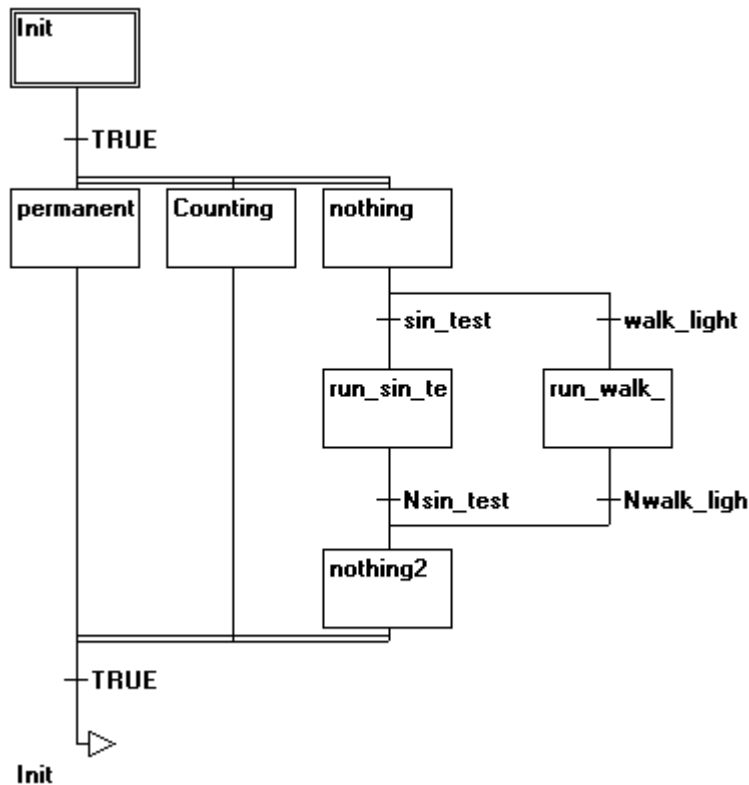 Init
TRUE
permanent
Counting
nothing
sin_test
walk_light
run_sin_te
run_walk_
Nsin_test
Nwalk_ligh
nothing2
TRUE
Init